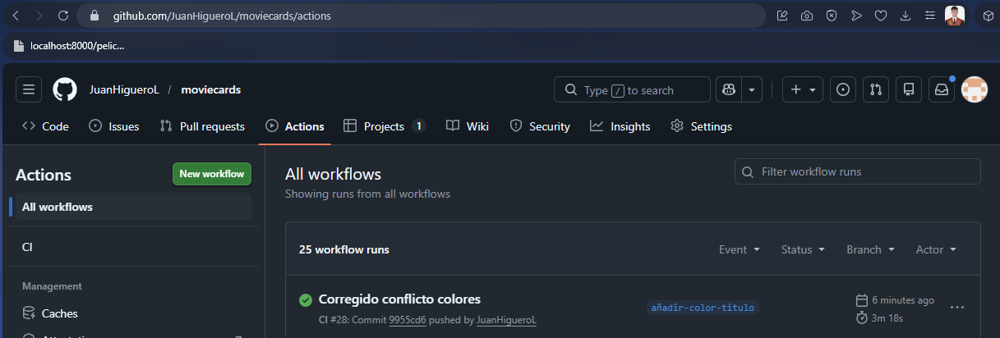 github.com/JuanHigueroL/moviecards/actions
localhost:8000/pelic...
JuanHigueroL / moviecards
Type / to search
Code
Issues
Pull requests
Actions
Projects 1
Wiki
Security
Insights
Settings
Actions
New workflow
All workflows
CI
Management
Caches
All workflows
Showing runs from all workflows
Filter workflow runs
25 workflow runs
Event
Status
Branch
Actor
Corregido conflicto colores
CI #28: Commit 9955cd6 pushed by JuanHigueroL
añadir-color-titulo
6 minutes ago
3m 18s